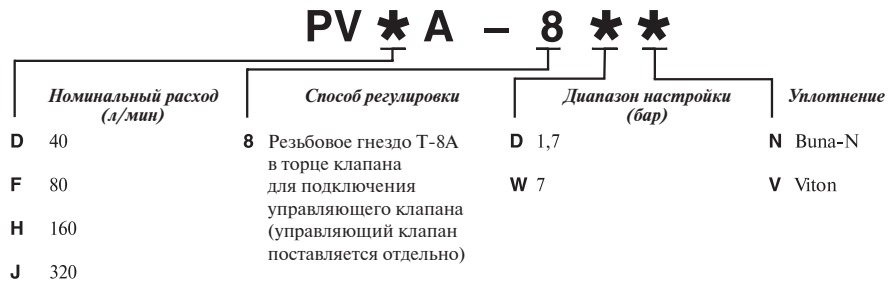 PV*A – 8**
Номинальный расход
(л/мин)
D 40
F 80
H 160
J 320
Способ регулировки
8 Резьбовое гнездо Т-8А
в торце клапана
для подключения
управляющего клапана
(управляющий клапан
поставляется отдельно)
Диапазон настройки
(бар)
D 1,7
W 7
Уплотнение
N Buna-N
V Viton